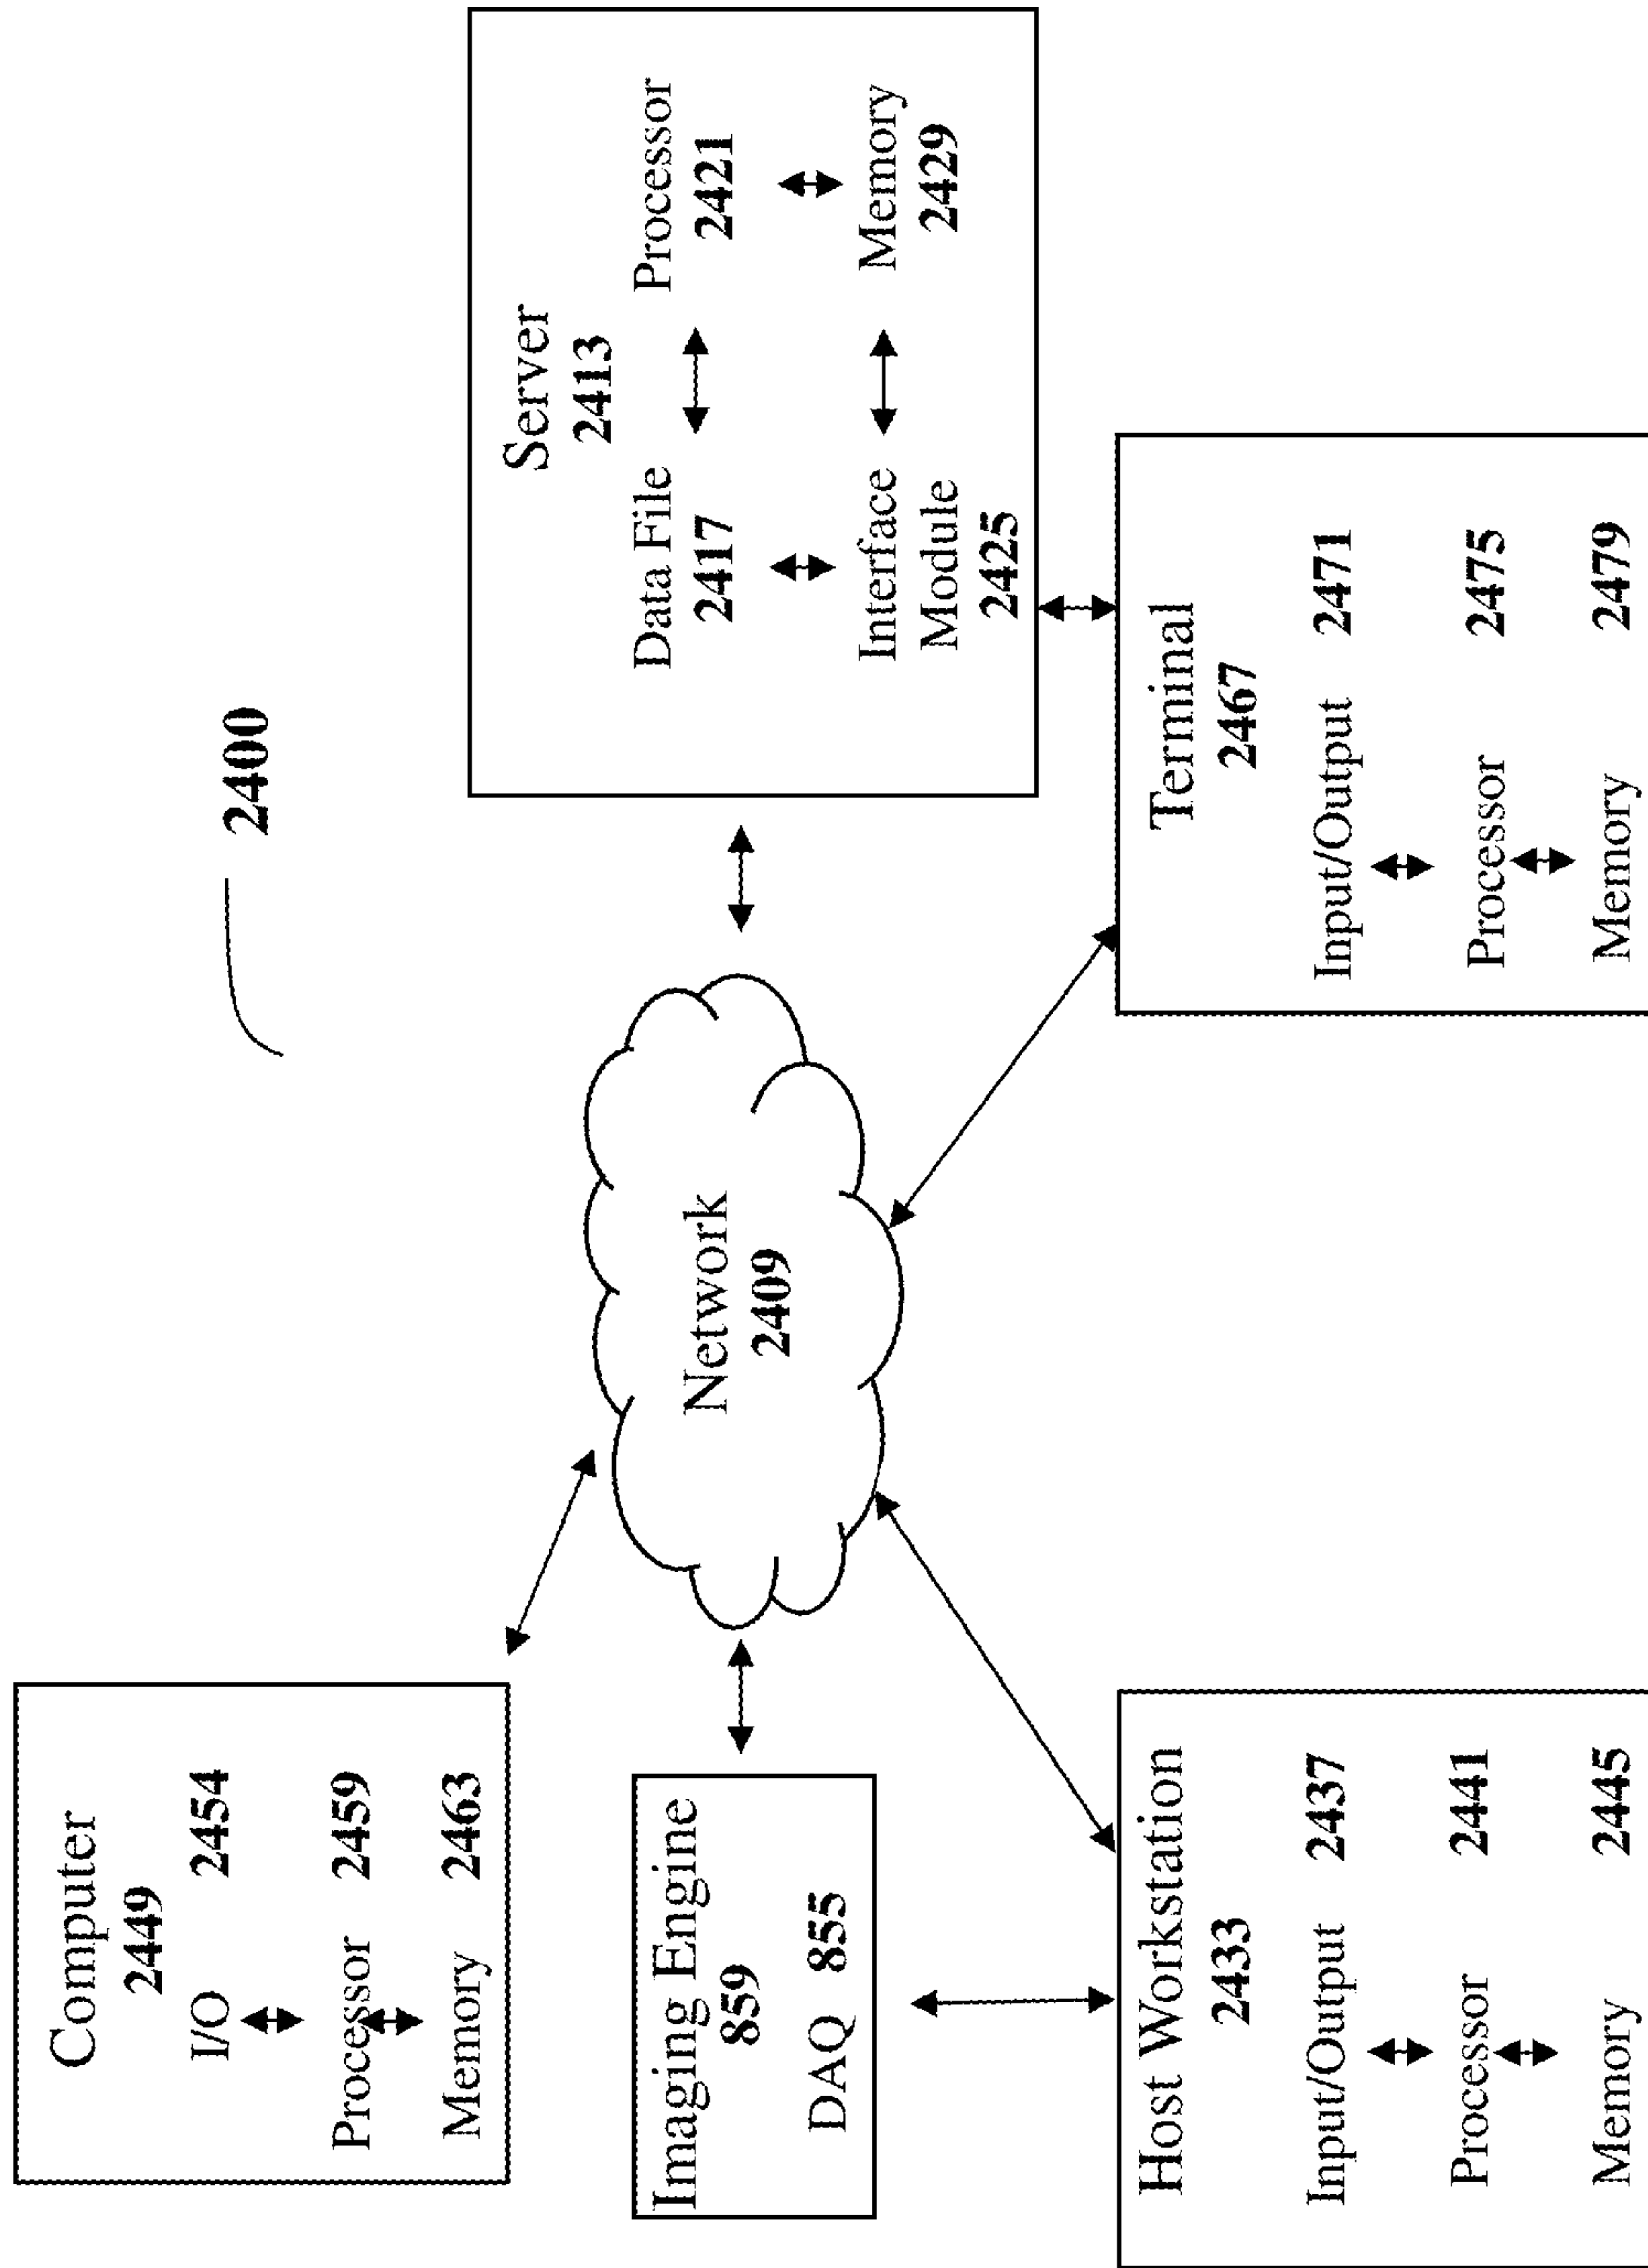 2400
Computer
2449
I/O 2454
Processor 2459
Memory 2463
Imaging Engine
859
DAQ 855
Network
2409
Server
2413
Data File
2417
Processor
2421
Interface
Module
2425
Memory
2429
Host Workstation
2433
Input/Output 2437
Processor 2441
Memory 2445
Terminal
2467
Input/Output 2471
Processor 2475
Memory 2479